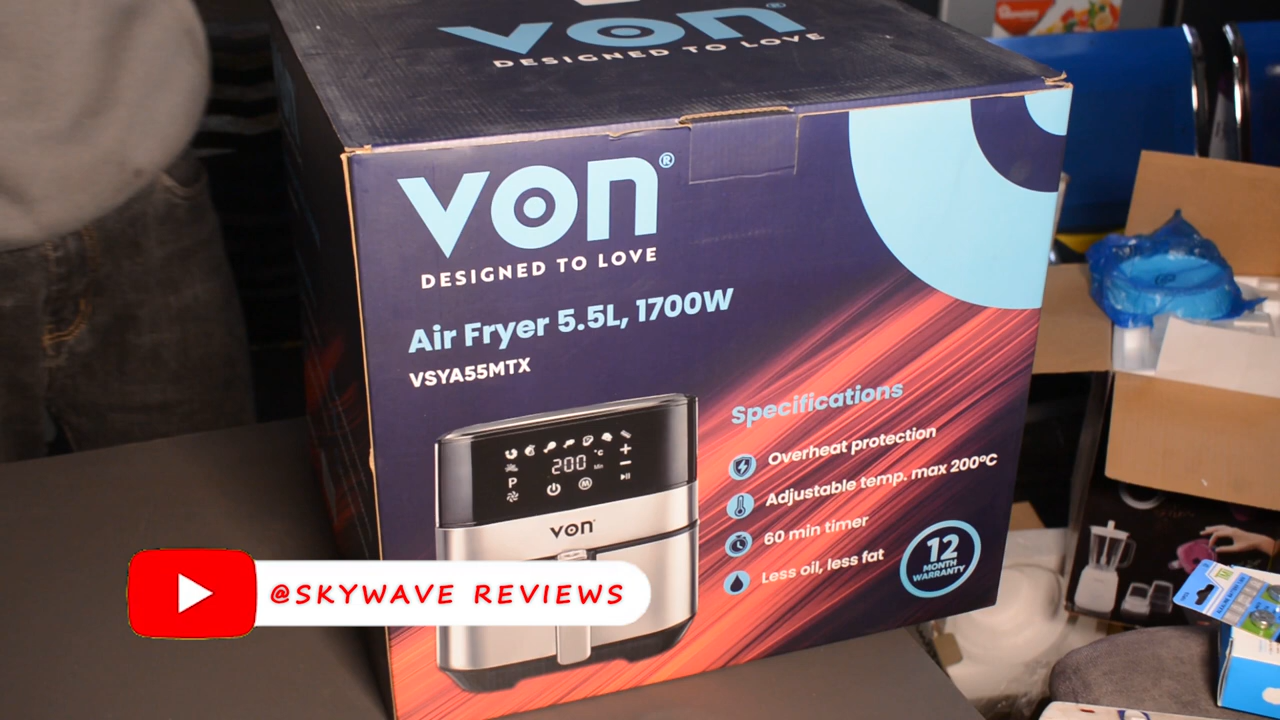 von®
DESIGNED TO LOVE
von®
DESIGNED TO LOVE
Air Fryer 5.5L, 1700W
VSYA55MTX
Specifications
Overheat protection
Adjustable temp. max 200°C
60 min timer
Less oil, less fat
12
MONTH
WARRANTY
200
°C
Min
P
M
von
@SKYWAVE REVIEWS